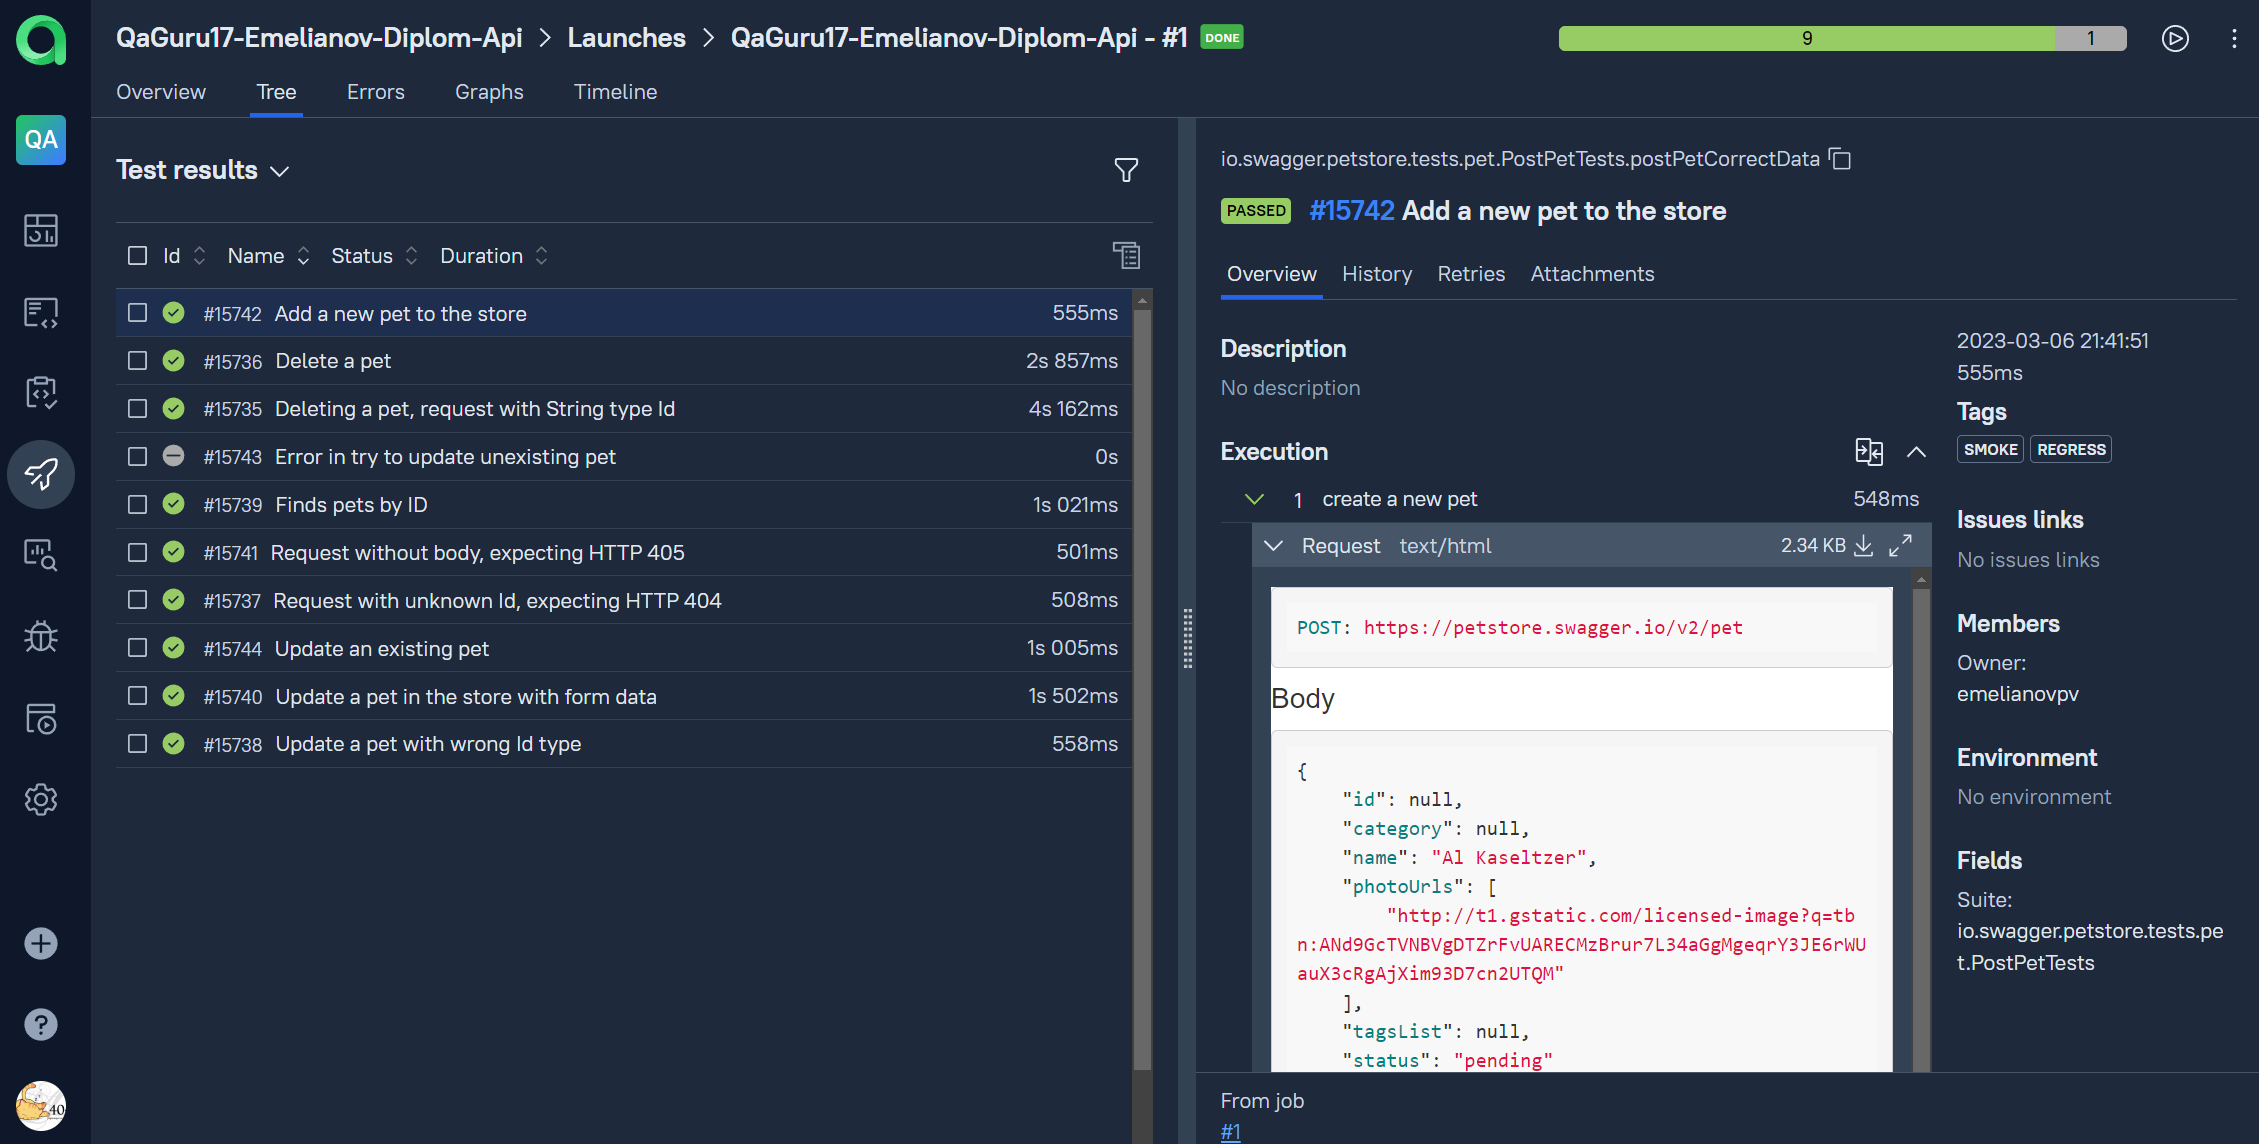 QaGuru17-Emelianov-Diplom-Api > Launches > QaGuru17-Emelianov-Diplom-Api - #1 DONE
9 1
Overview Tree Errors Graphs Timeline
QA
Test results
Id Name Status Duration
#15742 Add a new pet to the store 555ms
#15736 Delete a pet 2s 857ms
#15735 Deleting a pet, request with String type Id 4s 162ms
#15743 Error in try to update unexisting pet 0s
#15739 Finds pets by ID 1s 021ms
#15741 Request without body, expecting HTTP 405 501ms
#15737 Request with unknown Id, expecting HTTP 404 508ms
#15744 Update an existing pet 1s 005ms
#15740 Update a pet in the store with form data 1s 502ms
#15738 Update a pet with wrong Id type 558ms
40
io.swagger.petstore.tests.pet.PostPetTests.postPetCorrectData
PASSED #15742 Add a new pet to the store
Overview History Retries Attachments
Description
No description
Execution
1 create a new pet 548ms
Request text/html 2.34 KB
POST: https://petstore.swagger.io/v2/pet
Body
{
"id": null,
"category": null,
"name": "Al Kaseltzer",
"photoUrls": [
"http://t1.gstatic.com/licensed-image?q=tb
n:ANd9GcTVNBVgDTZrFvUARECMzBrur7L34aGgMgeqrY3JE6rWU
auX3cRgAjXim93D7cn2UTQM"
],
"tagsList": null,
"status": "pending"
From job
#1
2023-03-06 21:41:51
555ms
Tags
SMOKE REGRESS
Issues links
No issues links
Members
Owner:
emelianovpv
Environment
No environment
Fields
Suite:
io.swagger.petstore.tests.pe
t.PostPetTests